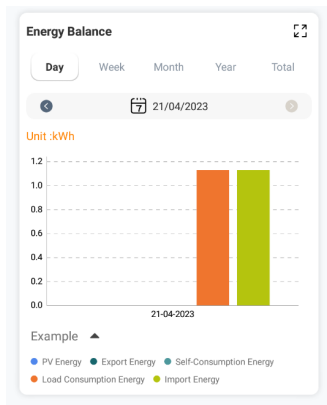 Energy Balance
Day Week Month Year Total
7 21/04/2023
Unit :kWh
1.2
1.0
0.8
0.6
0.4
0.2
0.0
21-04-2023
Example
PV Energy Export Energy Self-Consumption Energy
Load Consumption Energy Import Energy